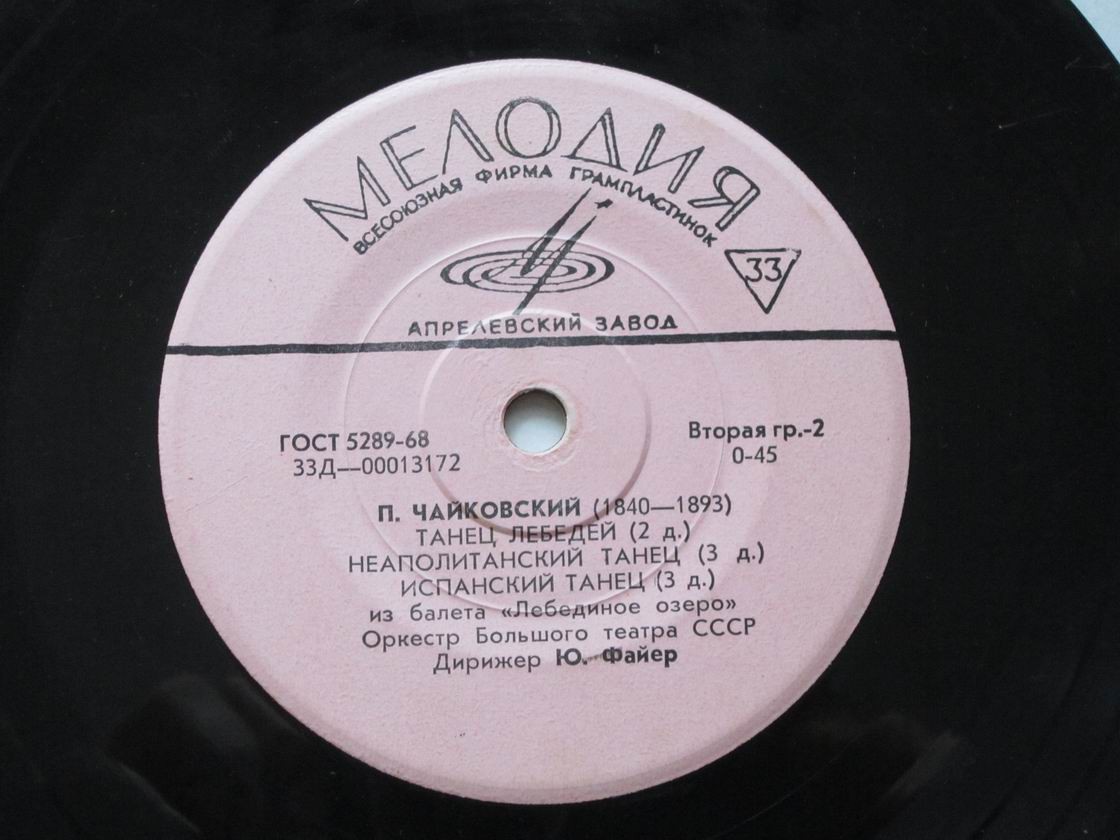 МЕЛОДИЯ
ВСЕСОЮЗНАЯ ФИРМА ГРАМПЛАСТИНОК
33
АПРЕЛЕВСКИЙ ЗАВОД
ГОСТ 5289-68
Вторая гр.-2
33Д—00013172
0-45
П. ЧАЙКОВСКИЙ (1840—1893)
ТАНЕЦ ЛЕБЕДЕЙ (2 д.)
НЕАПОЛИТАНСКИЙ ТАНЕЦ (3 д.)
ИСПАНСКИЙ ТАНЕЦ (3 д.)
из балета «Лебединое озеро»
Оркестр Большого театра СССР
Дирижер Ю. Файер